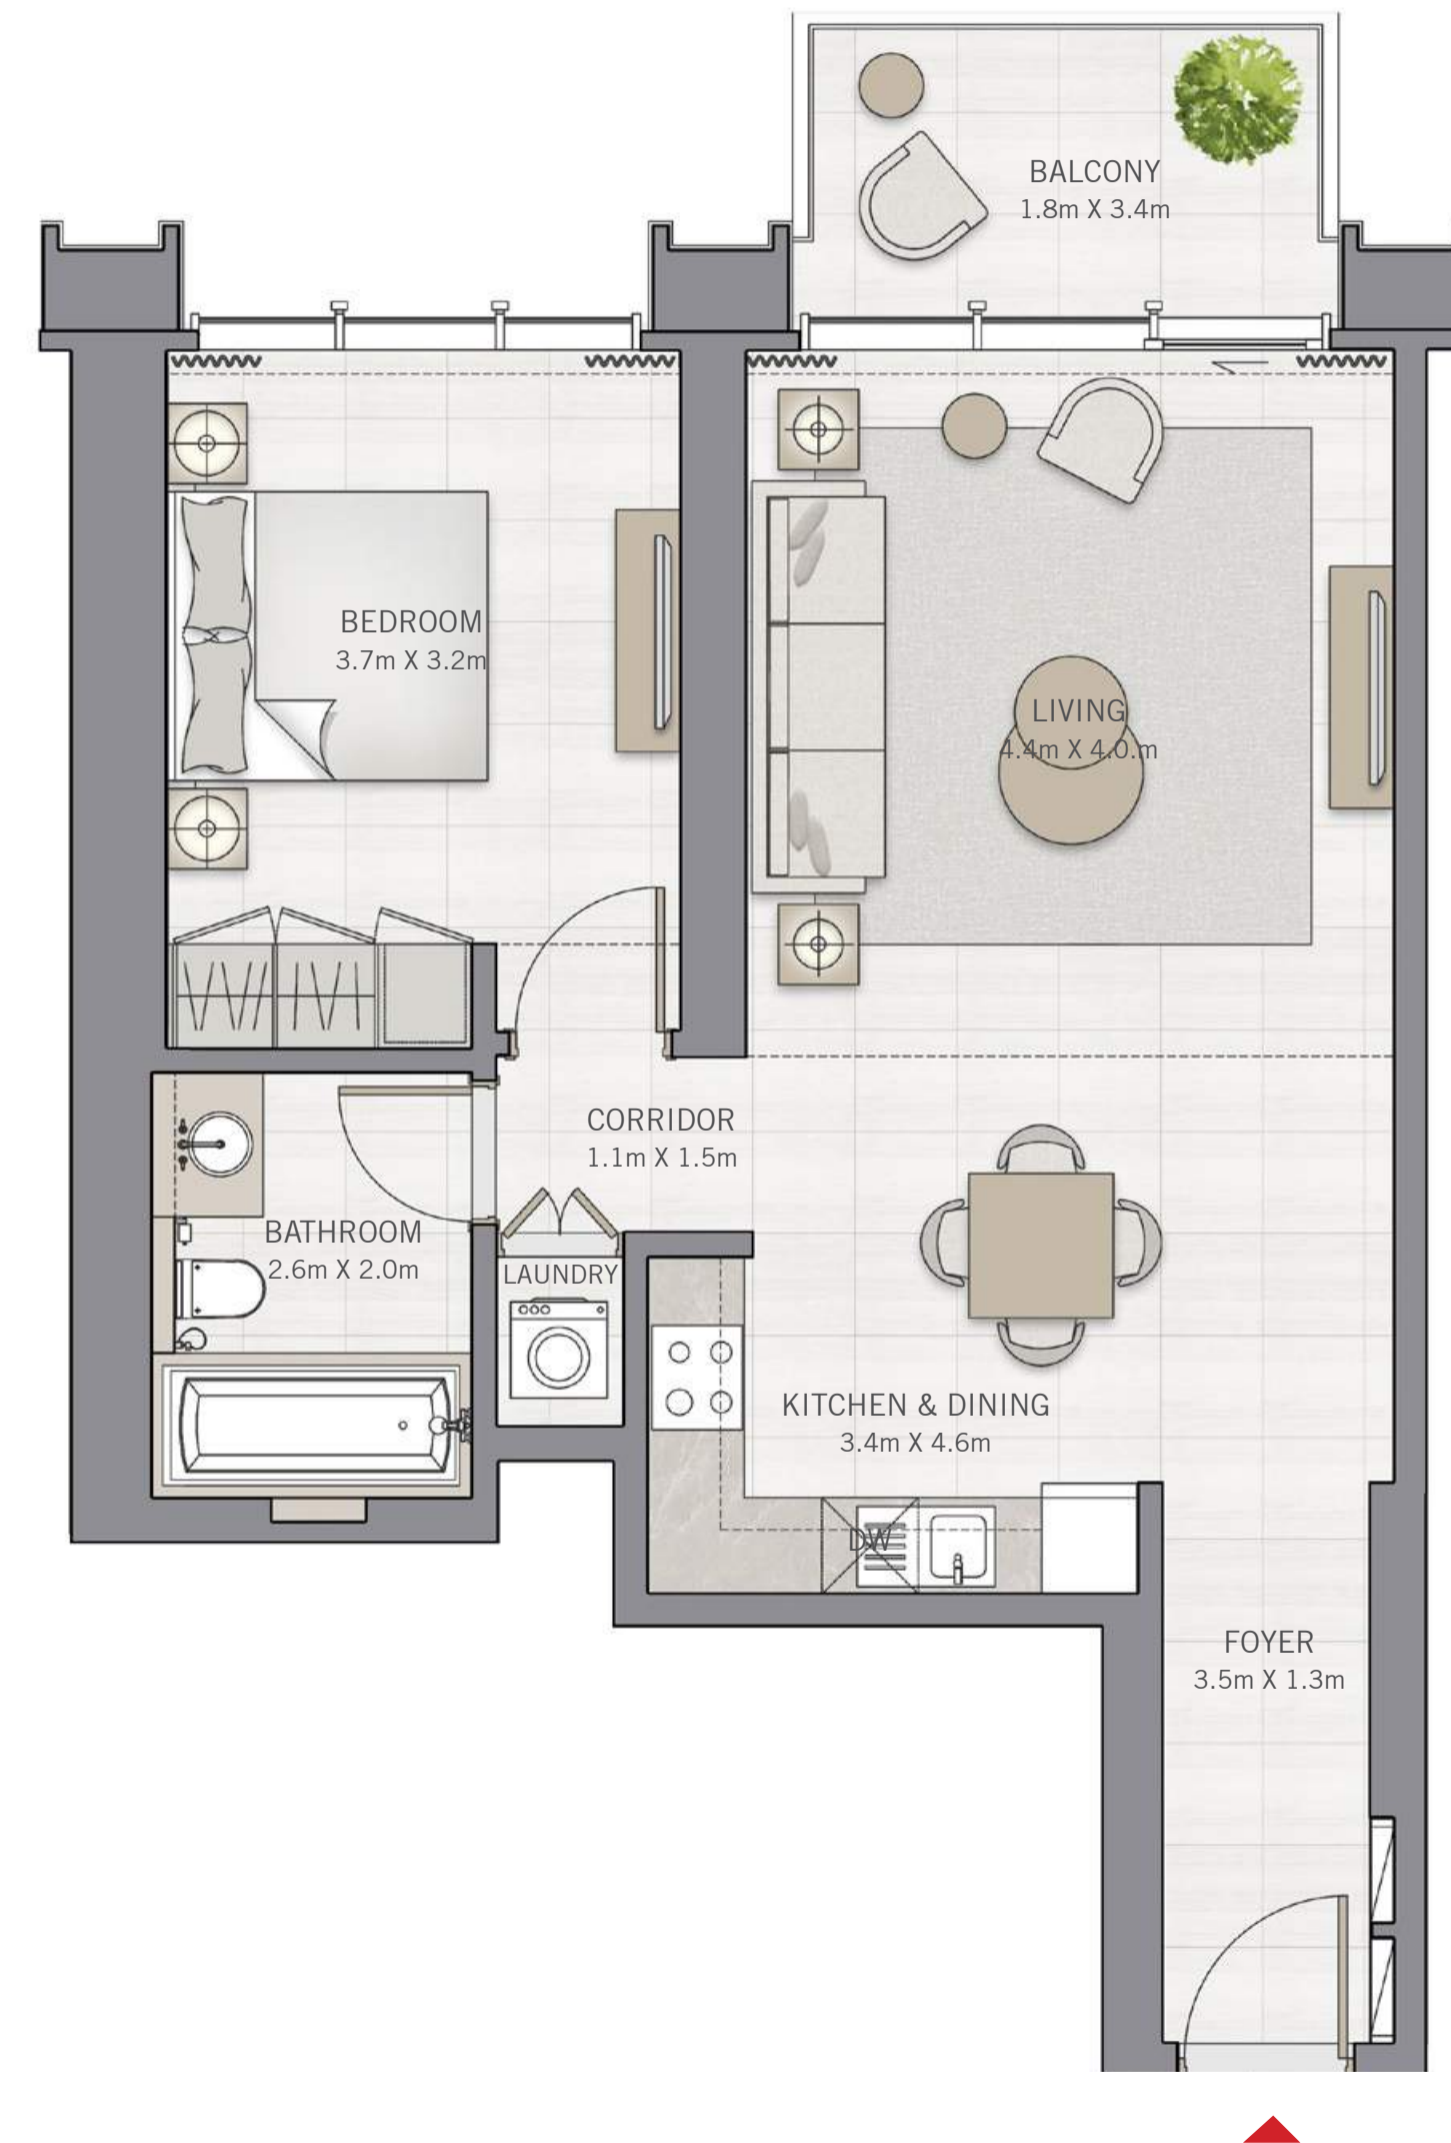 BALCONY
1.8m X 3.4m
BEDROOM
3.7m X 3.2m
LIVING
4.4m X 4.0.m
CORRIDOR
1.1m X 1.5m
BATHROOM
2.6m X 2.0m
LAUNDRY
KITCHEN & DINING
3.4m X 4.6m
DW
FOYER
3.5m X 1.3m